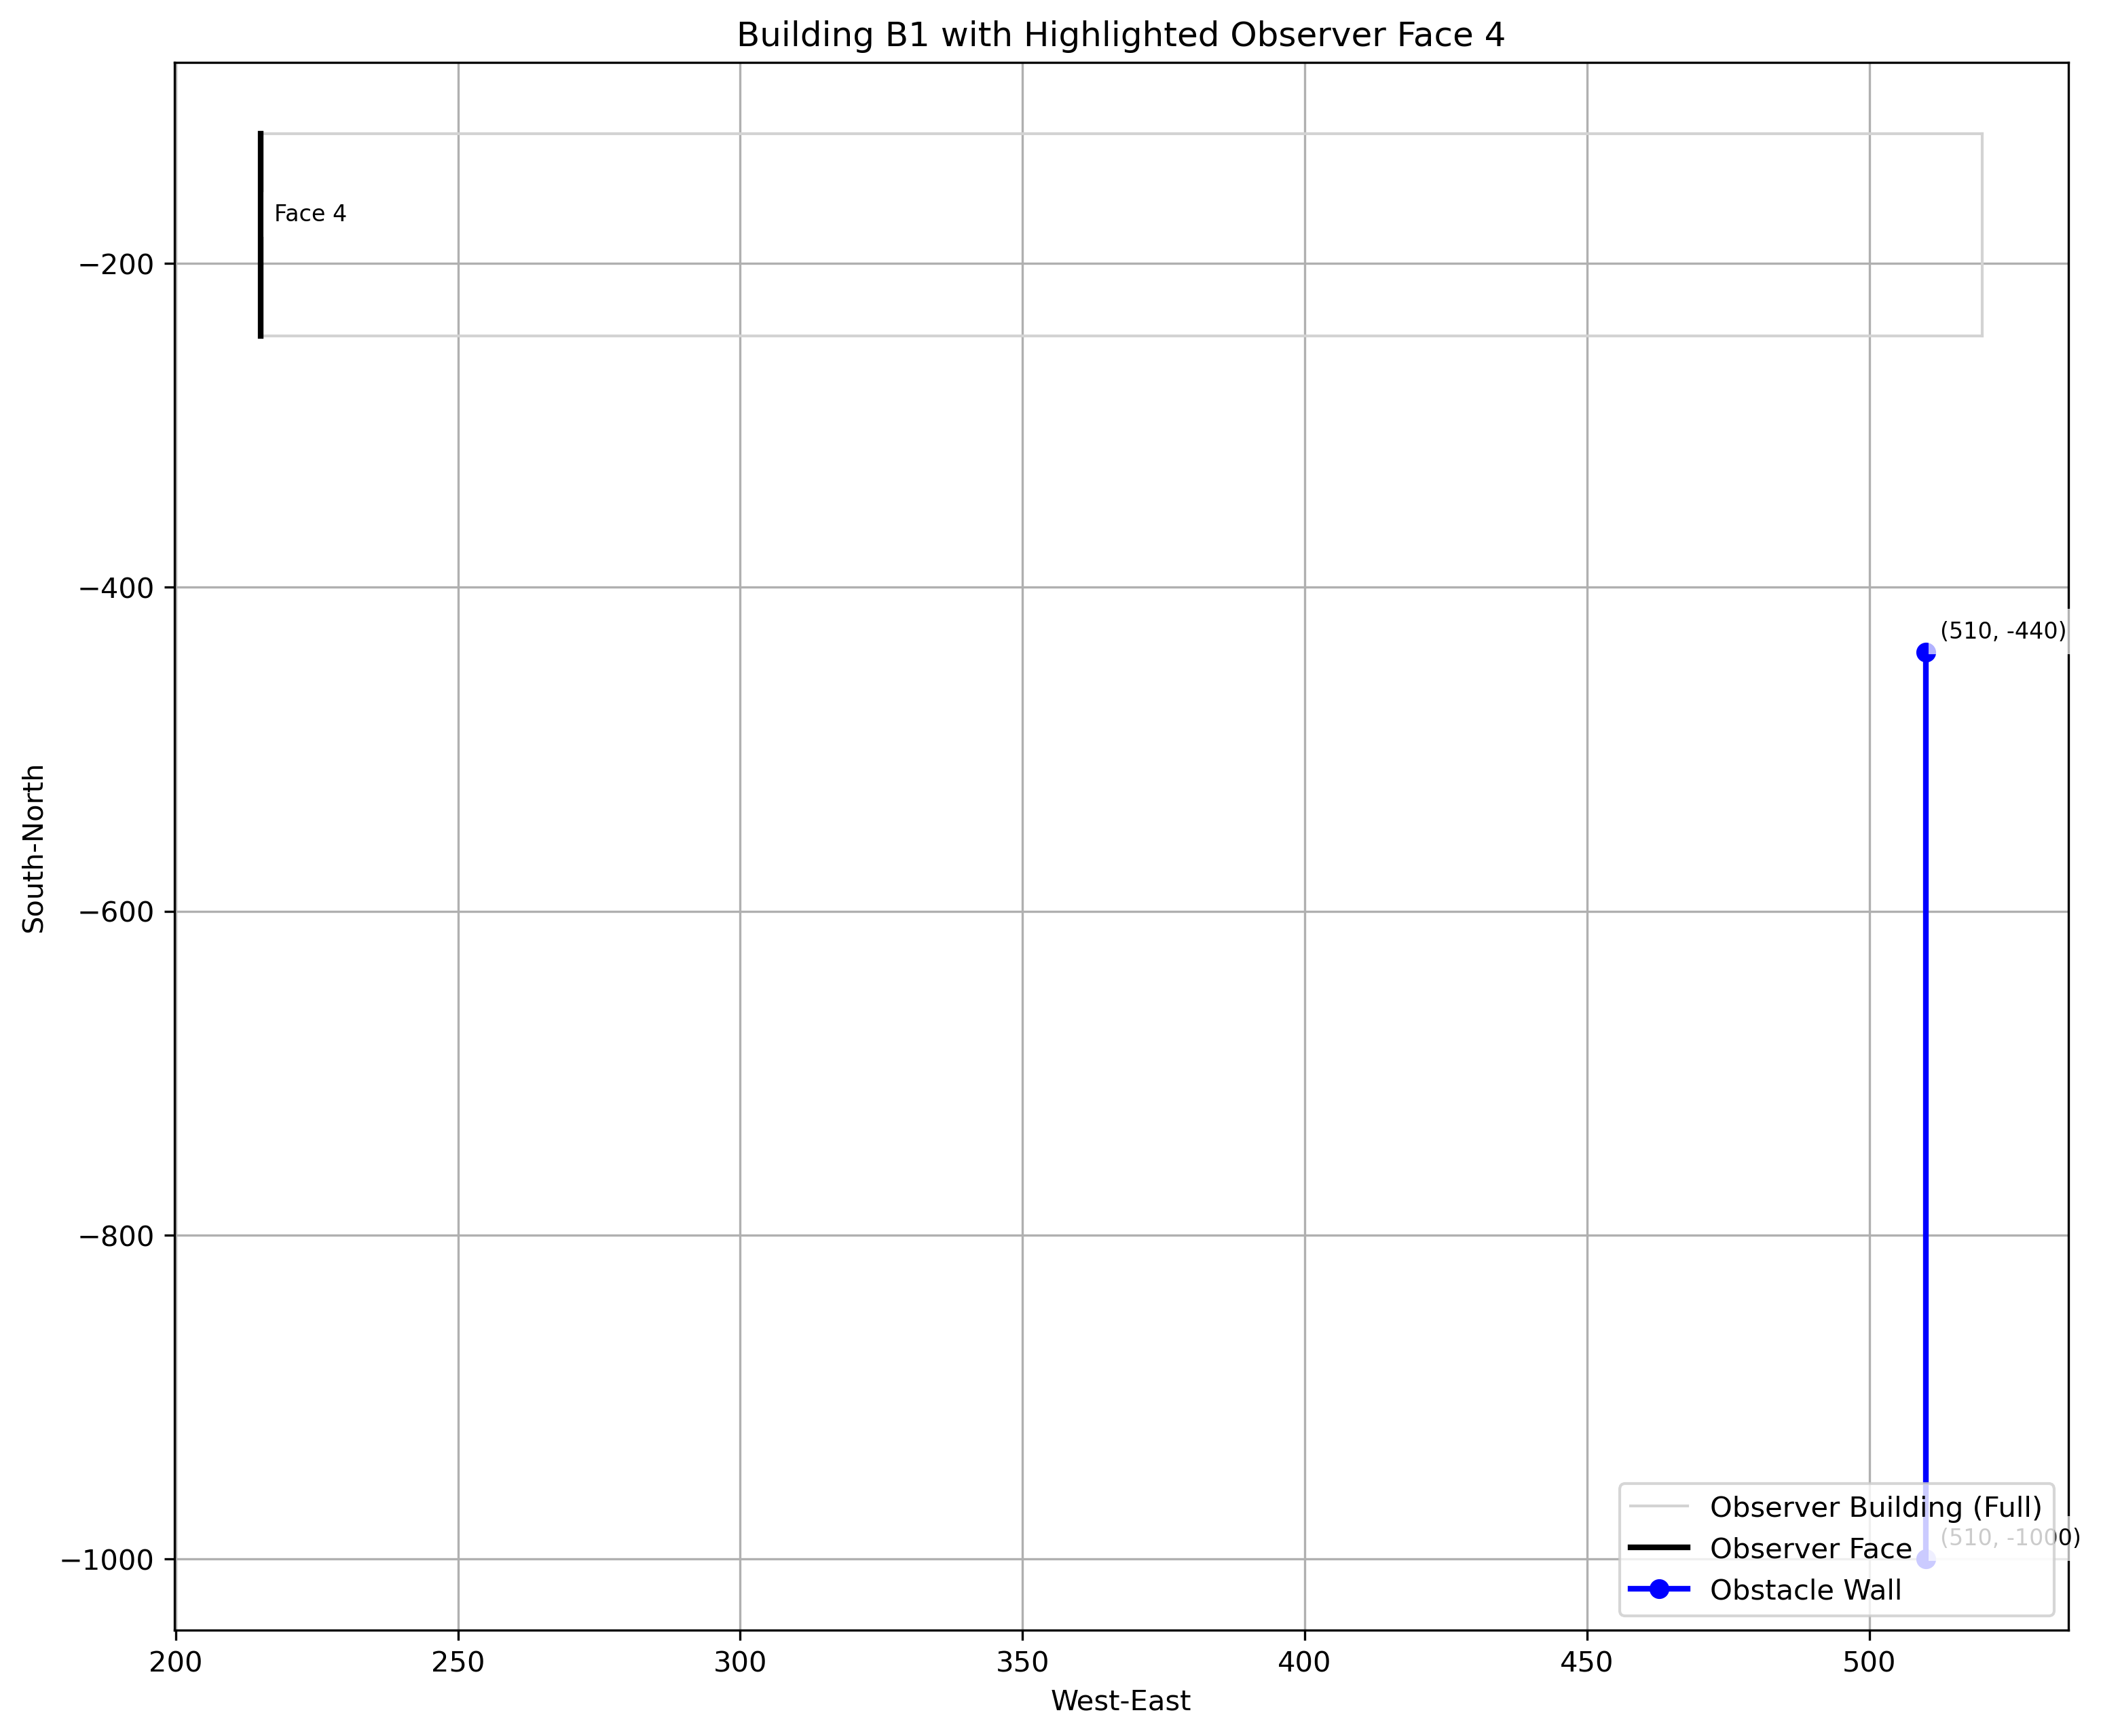 Building B1 with Highlighted Observer Face 4
Face 4
−200
−400
(510, -440)
−600
−800
−1000
South-North
Observer Building (Full)
(510, -1000)
Observer Face
Obstacle Wall
200 250 300 350 400 450 500
West-East